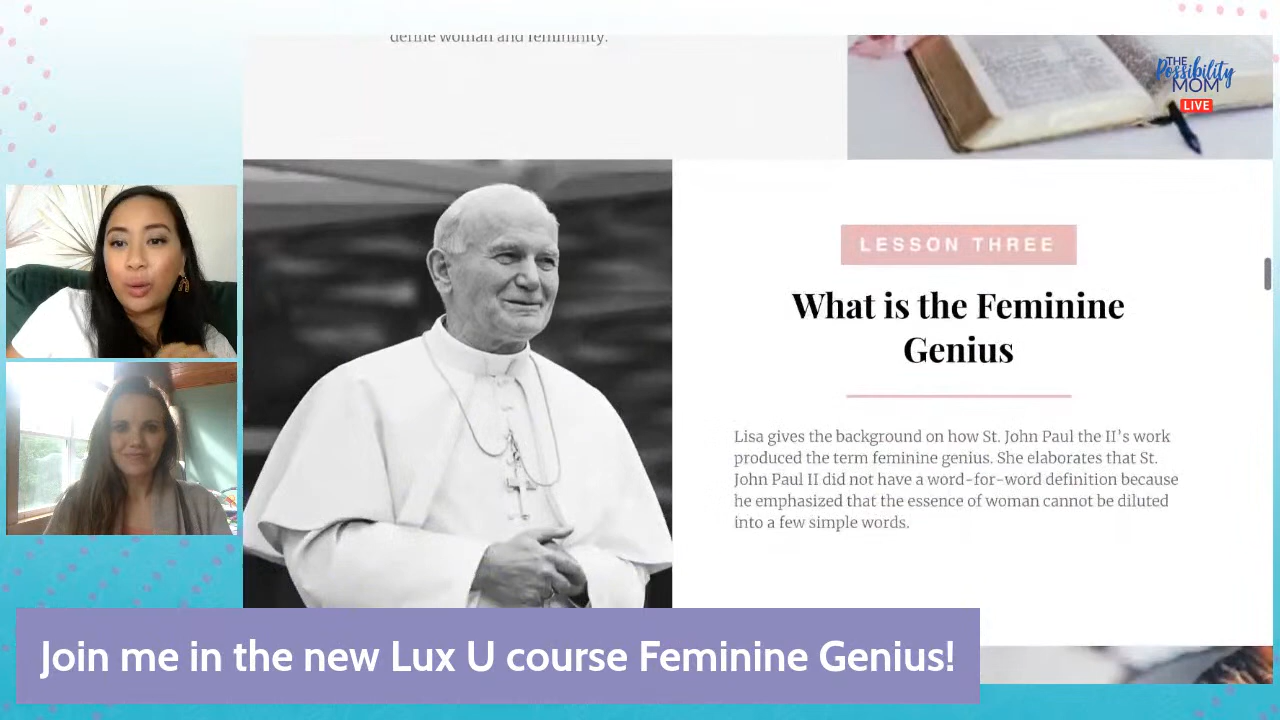 define woman and femininity.
THE
Possibility
MOM
LIVE
LESSON THREE
What is the Feminine
Genius
Lisa gives the background on how St. John Paul the II's work
produced the term feminine genius. She elaborates that St.
John Paul II did not have a word-for-word definition because
he emphasized that the essence of woman cannot be diluted
into a few simple words.
Join me in the new Lux U course Feminine Genius!